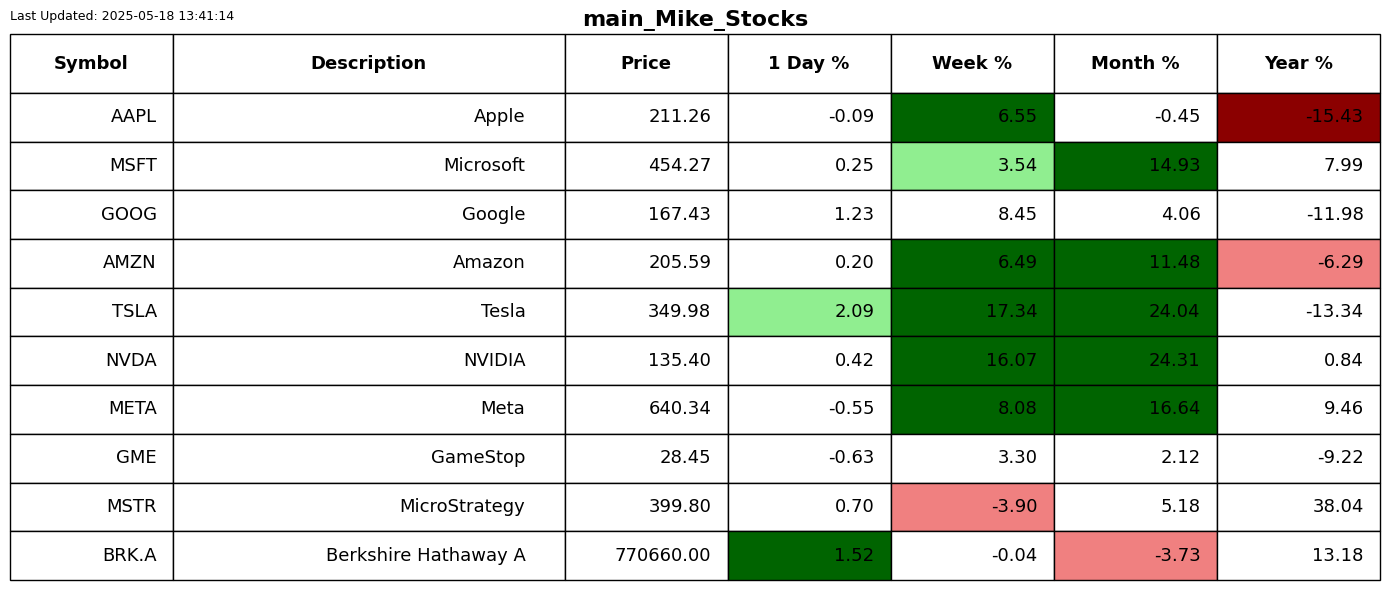 Last Updated: 2025-05-18 13:41:14
main_Mike_Stocks
Symbol Description Price 1 Day % Week % Month % Year %
AAPL Apple 211.26 -0.09 6.55 -0.45 -15.43
MSFT Microsoft 454.27 0.25 3.54 14.93 7.99
GOOG Google 167.43 1.23 8.45 4.06 -11.98
AMZN Amazon 205.59 0.20 6.49 11.48 -6.29
TSLA Tesla 349.98 2.09 17.34 24.04 -13.34
NVDA NVIDIA 135.40 0.42 16.07 24.31 0.84
META Meta 640.34 -0.55 8.08 16.64 9.46
GME GameStop 28.45 -0.63 3.30 2.12 -9.22
MSTR MicroStrategy 399.80 0.70 -3.90 5.18 38.04
BRK.A Berkshire Hathaway A 770660.00 1.52 -0.04 -3.73 13.18